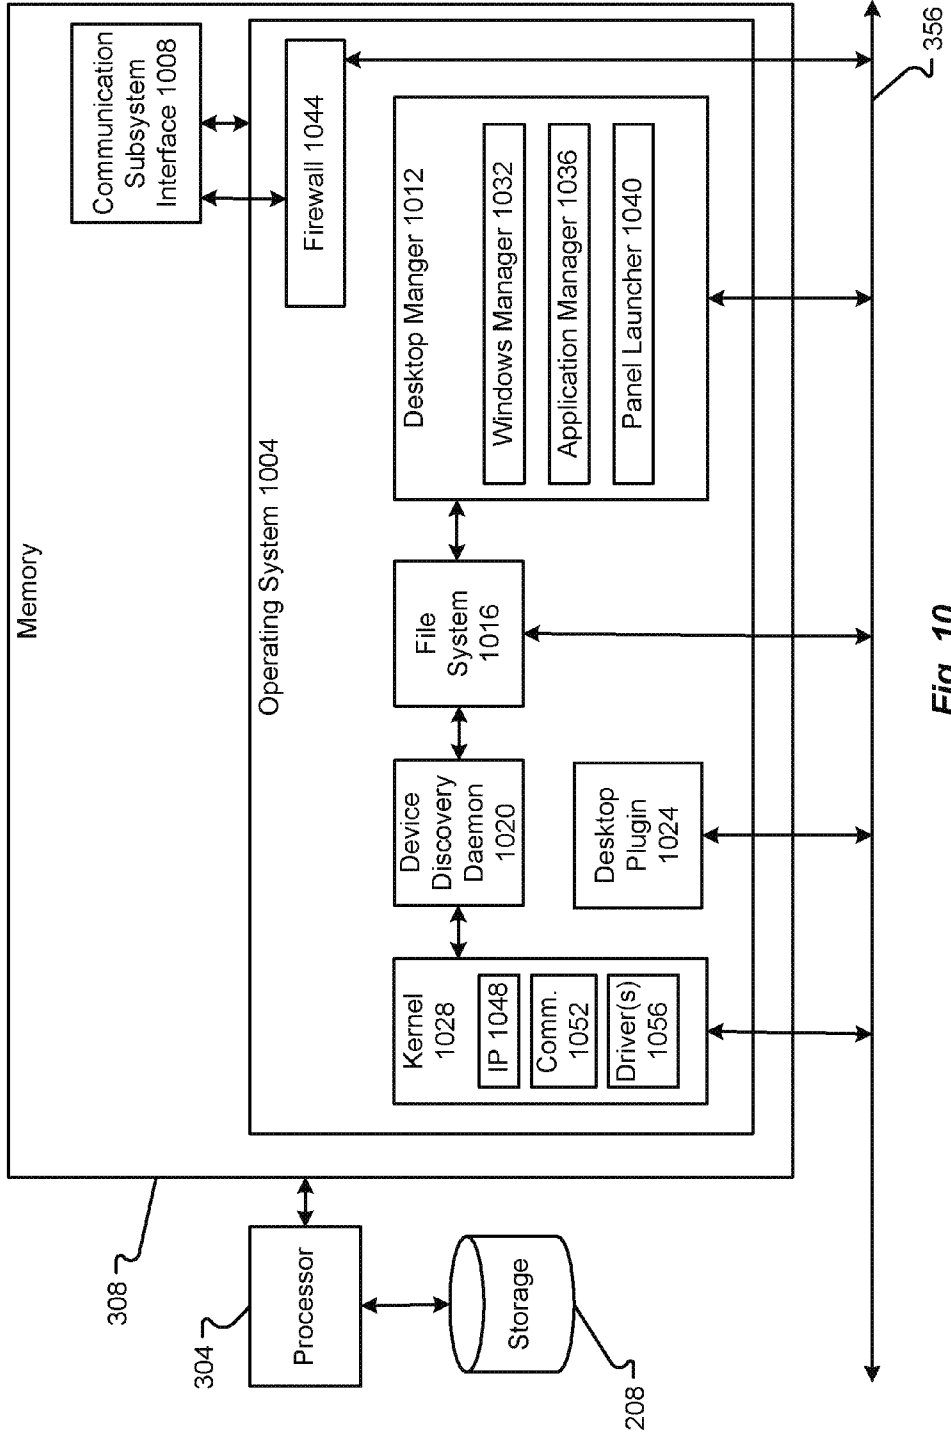 Memory
308
Communication
Subsystem
Interface 1008
Operating System 1004
Firewall 1044
Kernel
1028
IP 1048
Comm.
1052
Driver(s)
1056
Device
Discovery
Daemon
1020
File
System
1016
Desktop Manger 1012
Windows Manager 1032
Application Manager 1036
Panel Launcher 1040
Desktop
Plugin
1024
304
Processor
Storage
208
356
Fig. 10